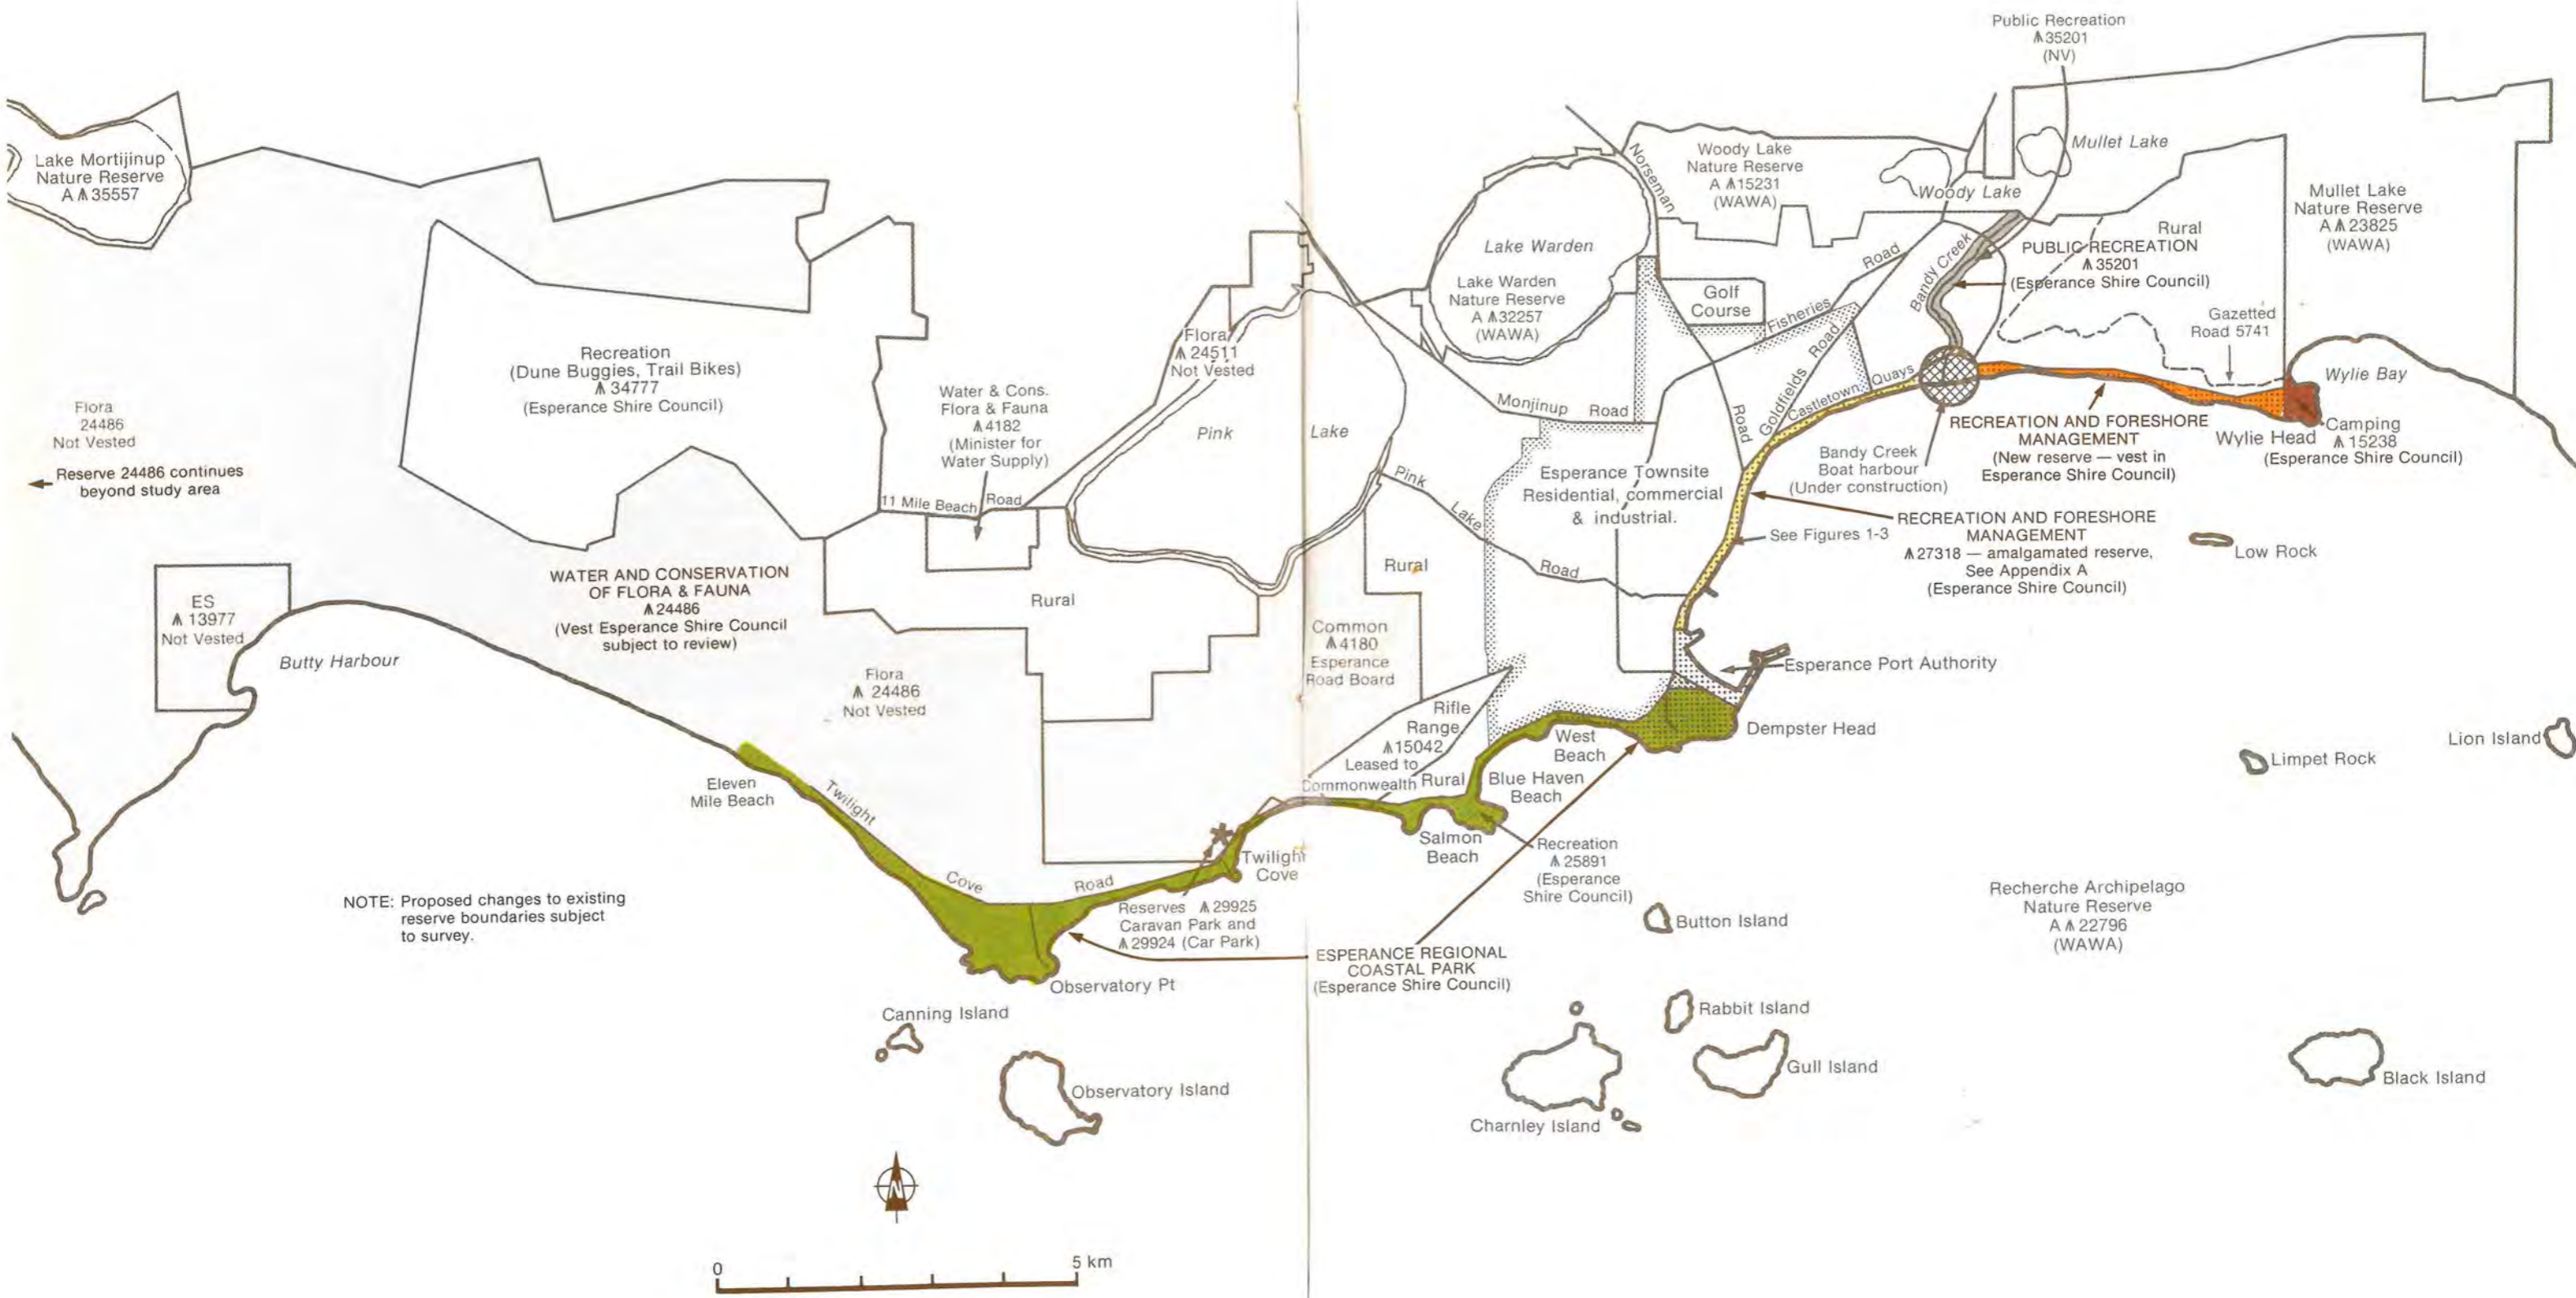 Public Recreation
⩚35201
(NV)
Lake Mortijinup
Nature Reserve
A ⩚35557
Flora
24486
Not Vested
Reserve 24486 continues
beyond study area
ES
⩚ 13977
Not Vested
Butty Harbour
Recreation
(Dune Buggies, Trail Bikes)
⩚ 34777
(Esperance Shire Council)
WATER AND CONSERVATION
OF FLORA & FAUNA
⩚24486
(Vest Esperance Shire Council
subject to review)
Water & Cons.
Flora & Fauna
⩚4182
(Minister for
Water Supply)
11 Mile Beach Road
Flora
⩚ 24511
Not Vested
Pink Lake
Rural
Flora
⩚ 24486
Not Vested
Eleven
Mile Beach
Twilight Cove Road
NOTE: Proposed changes to existing
reserve boundaries subject
to survey.
Reserves ⩚29925
Caravan Park and
⩚29924 (Car Park)
Twilight
Cove
Observatory Pt
Canning Island
Observatory Island
N
0
5 km
Lake Warden
Lake Warden
Nature Reserve
A ⩚32257
(WAWA)
Norseman
Road
Woody Lake
Nature Reserve
A ⩚15231
(WAWA)
Woody Lake
Mullet Lake
Mullet Lake
Nature Reserve
A ⩚23825
(WAWA)
Rural
PUBLIC RECREATION
⩚35201
(Esperance Shire Council)
Bandy Creek
Gazetted
Road 5741
Golf
Course
Fisheries Road
Goldfields Road
Castletown Quays
Monjinup Road
Pink Lake Road
Esperance Townsite
Residential, commercial
& industrial.
Rural
Common
⩚4180
Esperance
Road Board
Rifle
Range
⩚15042
Leased to
Commonwealth
Rural
Blue Haven
Beach
West
Beach
Salmon
Beach
Recreation
⩚ 25891
(Esperance
Shire Council)
ESPERANCE REGIONAL
COASTAL PARK
(Esperance Shire Council)
Dempster Head
Esperance Port Authority
Bandy Creek
Boat harbour
(Under construction)
RECREATION AND FORESHORE
MANAGEMENT
(New reserve — vest in
Esperance Shire Council)
Wylie Bay
Wylie Head
Camping
⩚ 15238
(Esperance Shire Council)
RECREATION AND FORESHORE
MANAGEMENT
⩚27318 — amalgamated reserve,
See Appendix A
(Esperance Shire Council)
See Figures 1-3
Low Rock
Limpet Rock
Lion Island
Button Island
Recherche Archipelago
Nature Reserve
A ⩚22796
(WAWA)
Rabbit Island
Gull Island
Charnley Island
Black Island